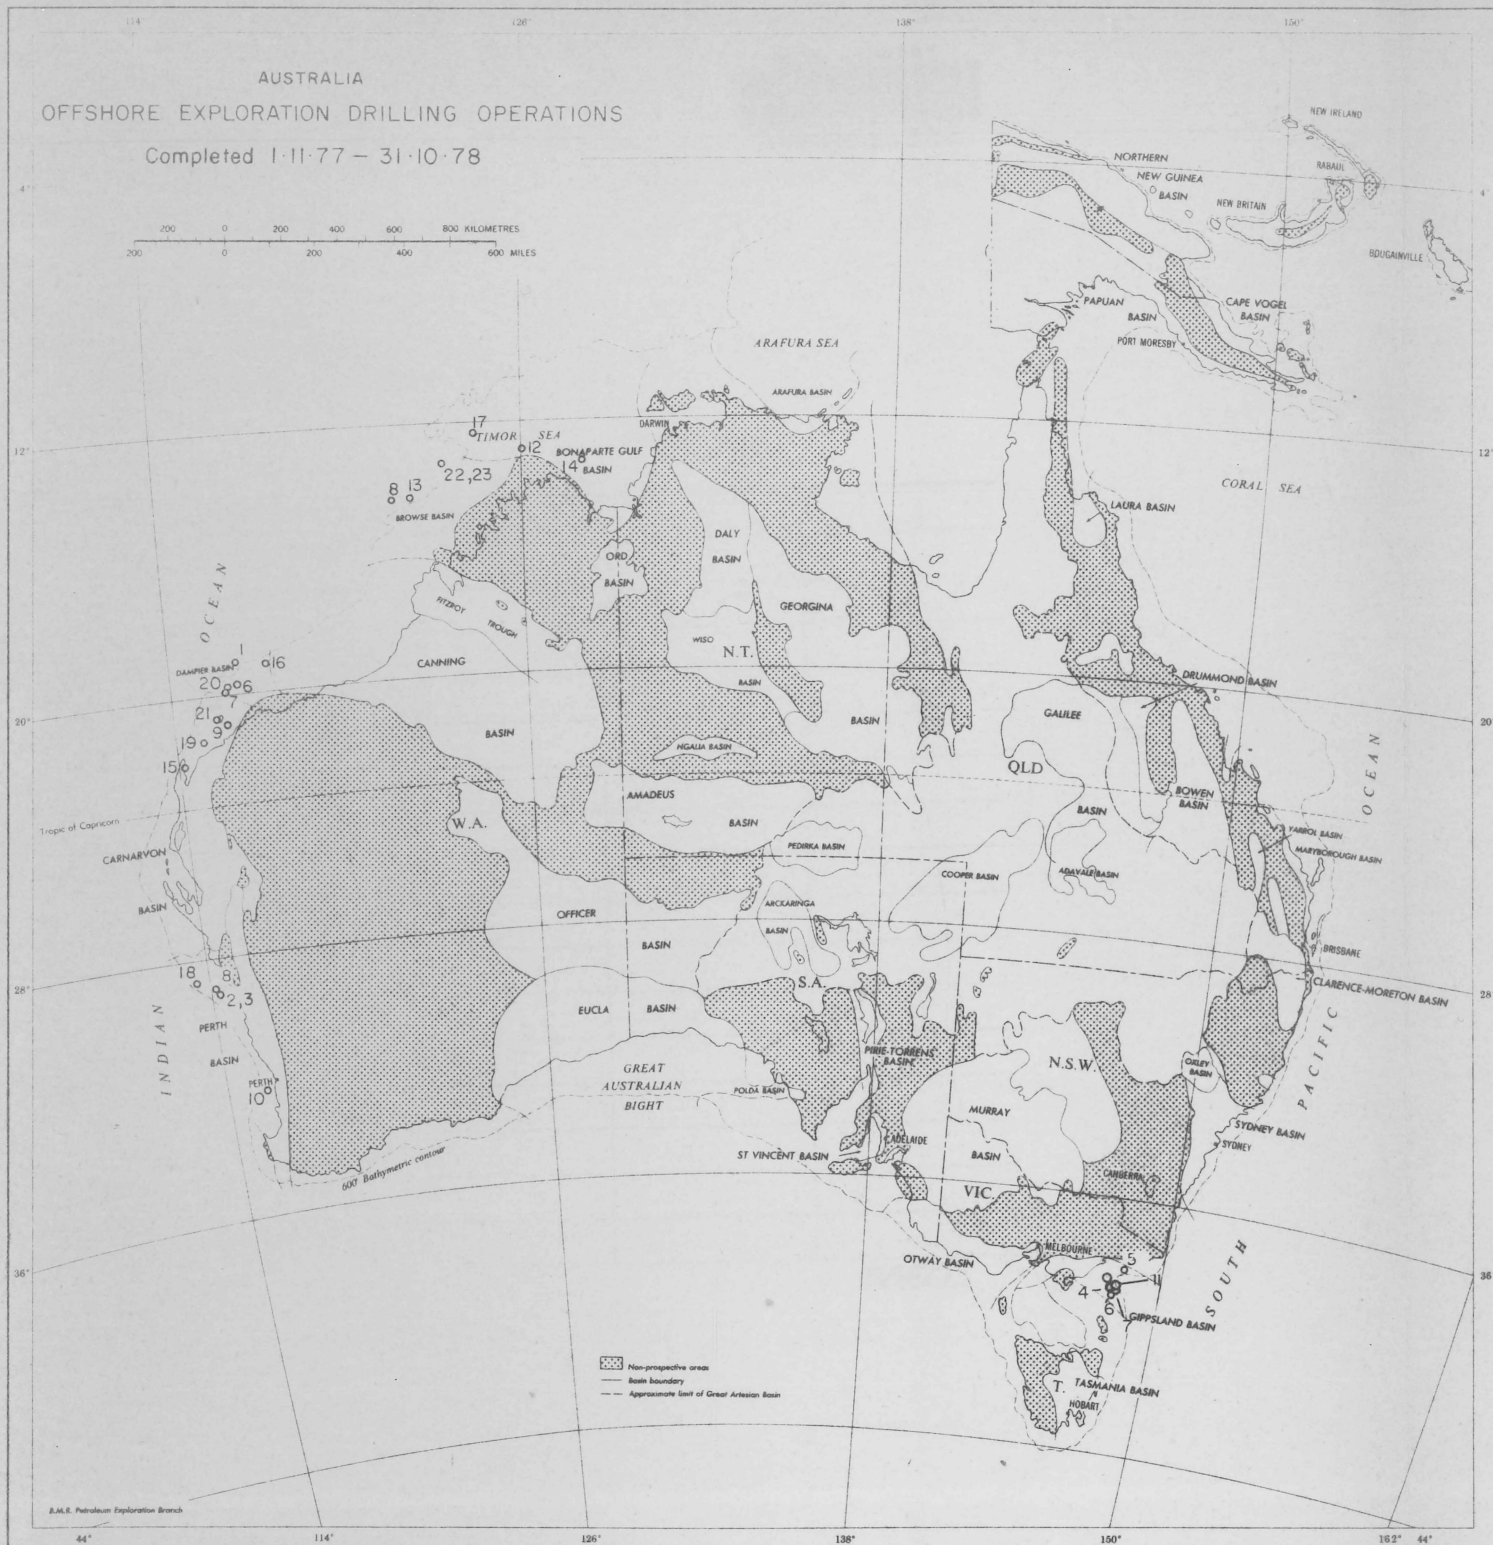 114° 126° 138° 150°
AUSTRALIA
OFFSHORE EXPLORATION DRILLING OPERATIONS
Completed 1·11·77 – 31·10·78
200 0 200 400 600 800 KILOMETRES
200 0 200 400 600 MILES
NEW IRELAND
NORTHERN
NEW GUINEA
BASIN
RABAUL
NEW BRITAIN
4°
4°
BOUGAINVILLE
PAPUAN
BASIN
CAPE VOGEL
BASIN
PORT MORESBY
ARAFURA SEA
ARAFURA BASIN
DARWIN
17
TIMOR SEA
12
BONAPARTE GULF
BASIN
14
22,23
8 13
BROWSE BASIN
12°
12°
CORAL SEA
LAURA BASIN
DALY
BASIN
ORD
BASIN
FITZROY
TROUGH
GEORGINA
BASIN
WISO
BASIN
N.T.
CANNING
BASIN
OCEAN
DAMPIER BASIN
1
16
20
6
7
21
9
19
15
20°
20°
DRUMMOND BASIN
GALILEE
BASIN
QLD
BOWEN
BASIN
NGALIA BASIN
AMADEUS
BASIN
W.A.
Tropic of Capricorn
CARNARVON
BASIN
PEDIRKA BASIN
COOPER BASIN
ADAVALE BASIN
YARROL BASIN
MARYBOROUGH BASIN
OCEAN
ARCKARINGA
BASIN
OFFICER
BASIN
BRISBANE
CLARENCE-MORETON BASIN
S.A.
28°
28
18
8
2,3
PERTH
BASIN
INDIAN
EUCLA BASIN
PIRIE-TORRENS
BASIN
N.S.W.
OXLEY
BASIN
PACIFIC
PERTH
10
GREAT
AUSTRALIAN
BIGHT
POLDA BASIN
MURRAY
BASIN
SYDNEY BASIN
SYDNEY
ADELAIDE
ST VINCENT BASIN
CANBERRA
600' Bathymetric contour
VIC.
MELBOURNE
OTWAY BASIN
5
11
4
6
GIPPSLAND BASIN
SOUTH
36°
36
T.
TASMANIA BASIN
HOBART
Non-prospective areas
Basin boundary
Approximate limit of Great Artesian Basin
B.M.R. Petroleum Exploration Branch
44° 114° 126° 138° 150° 162° 44°